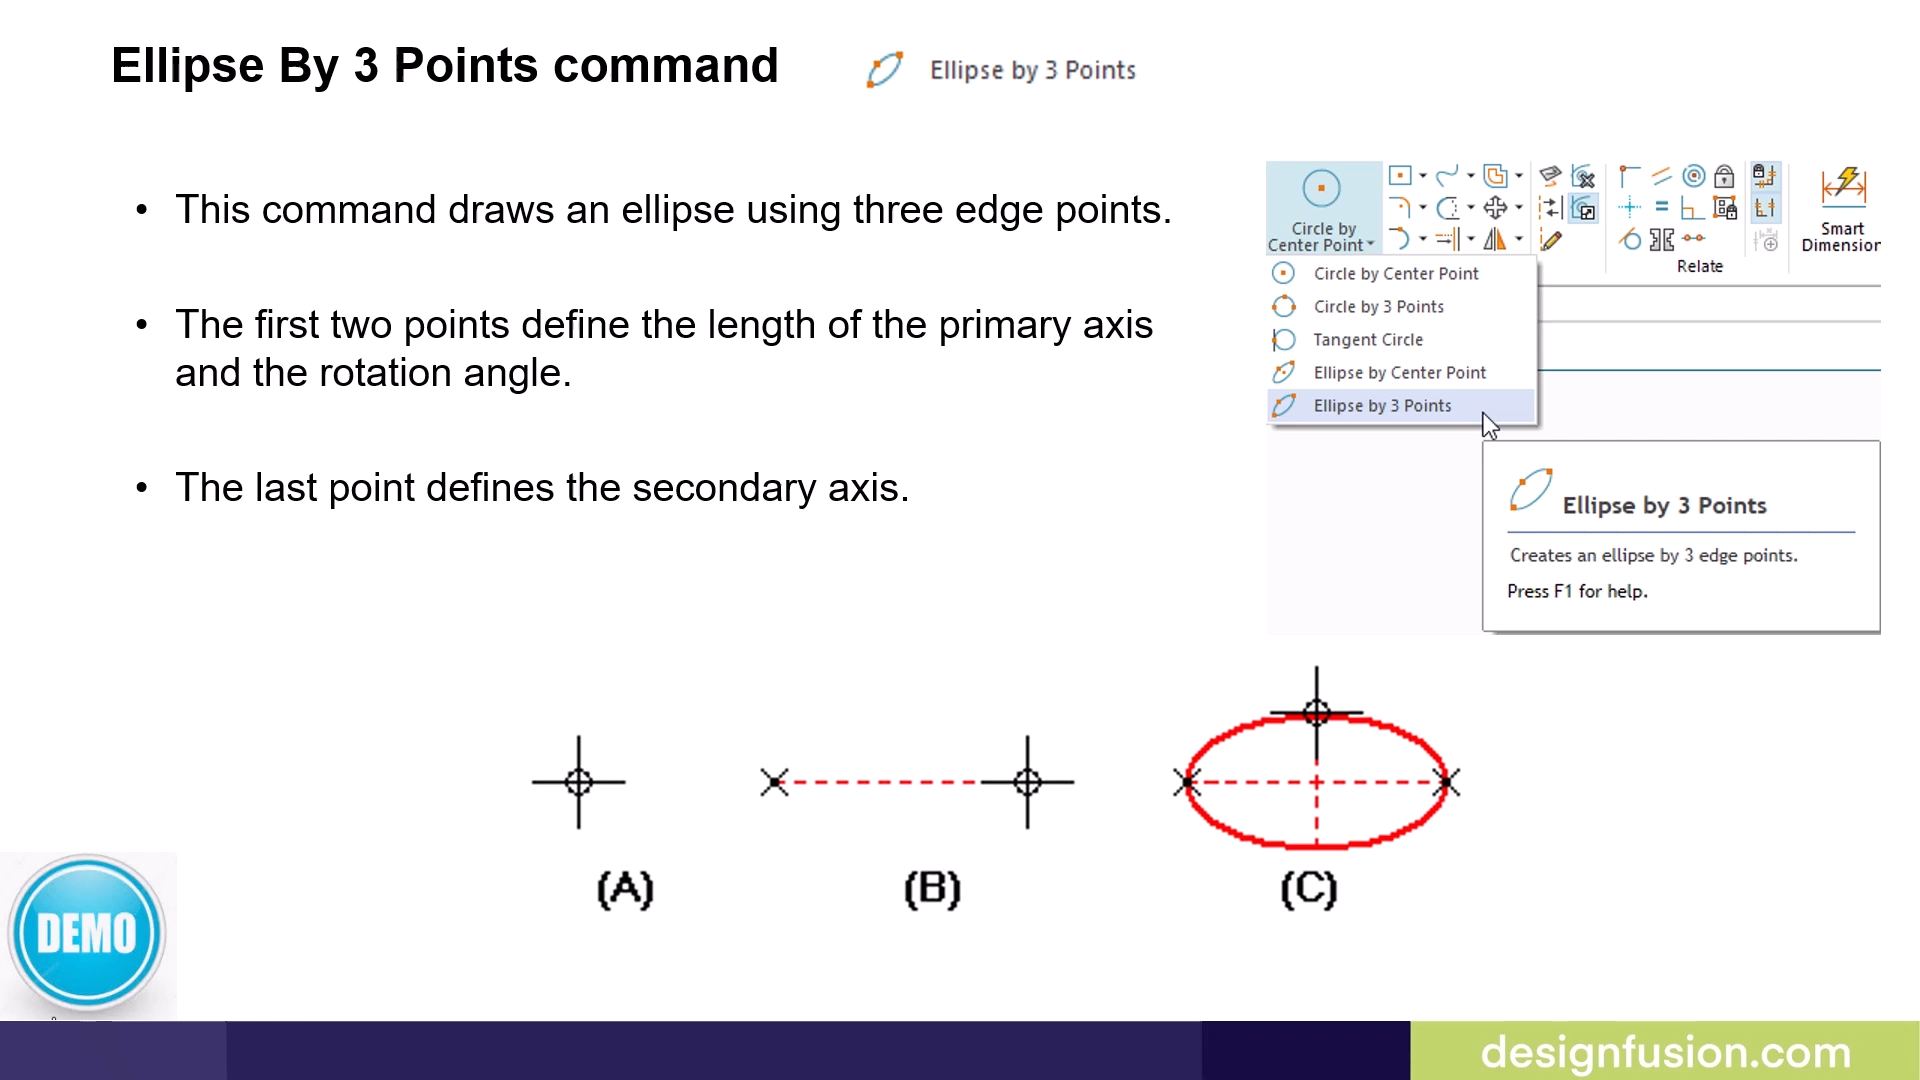 Ellipse By 3 Points command
Ellipse by 3 Points
• This command draws an ellipse using three edge points.
• The first two points define the length of the primary axis
and the rotation angle.
• The last point defines the secondary axis.
Circle by
Center Point
Smart
Dimension
Relate
Circle by Center Point
Circle by 3 Points
Tangent Circle
Ellipse by Center Point
Ellipse by 3 Points
Ellipse by 3 Points
Creates an ellipse by 3 edge points.
Press F1 for help.
(A)
(B)
(C)
DEMO
designfusion.com